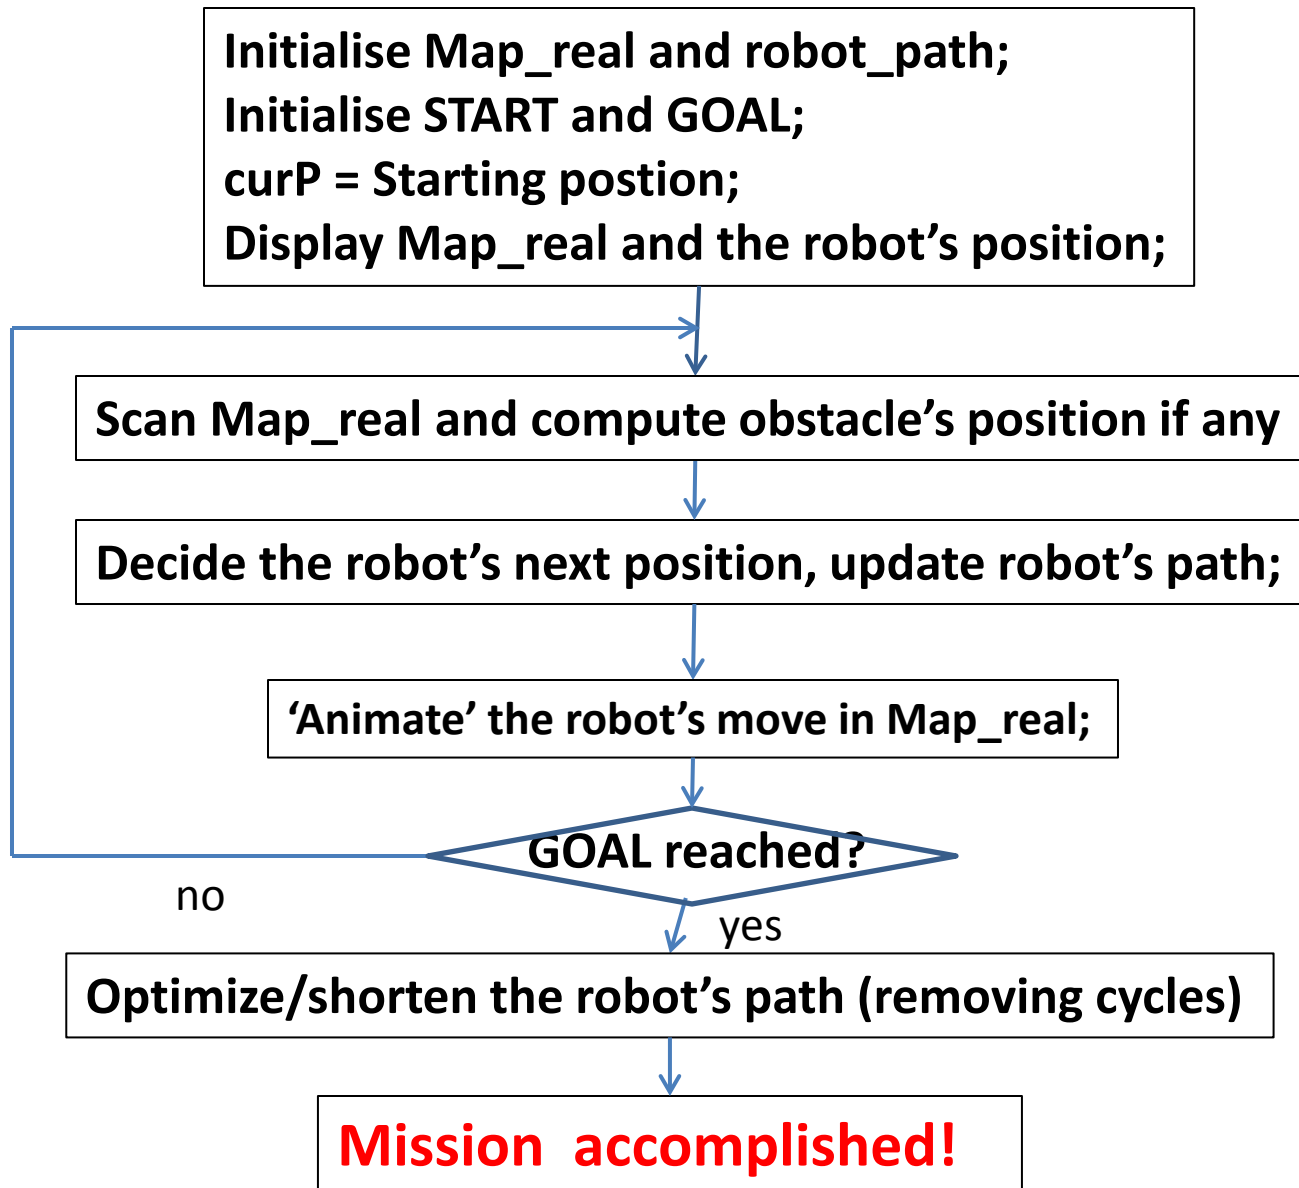 Initialise Map_real and robot_path;
Initialise START and GOAL;
curP = Starting postion;
Display Map_real and the robot’s position;
Scan Map_real and compute obstacle’s position if any
Decide the robot’s next position, update robot’s path;
‘Animate’ the robot’s move in Map_real;
GOAL reached?
no
yes
Optimize/shorten the robot’s path (removing cycles)
Mission accomplished!